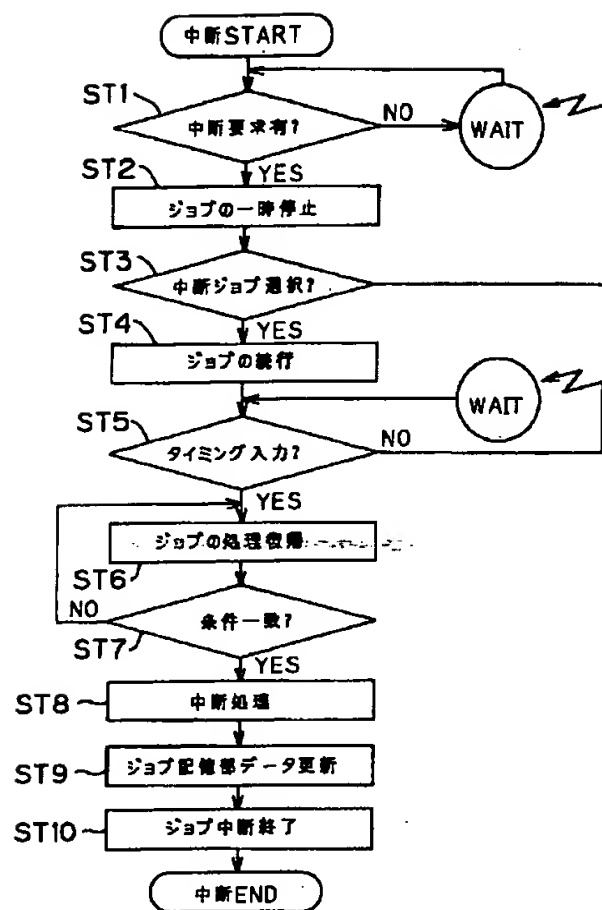 中断START
ST1
中断要求有?
NO
WAIT
YES
ST2
ジョブの一時停止
ST3
中断ジョブ選択?
YES
ST4
ジョブの続行
WAIT
ST5
タイミング入力?
NO
YES
ジョブの処理復帰
ST6
NO
条件一致?
ST7
YES
ST8
中断処理
ST9
ジョブ記憶部データ更新
ST10
ジョブ中断終了
中断END